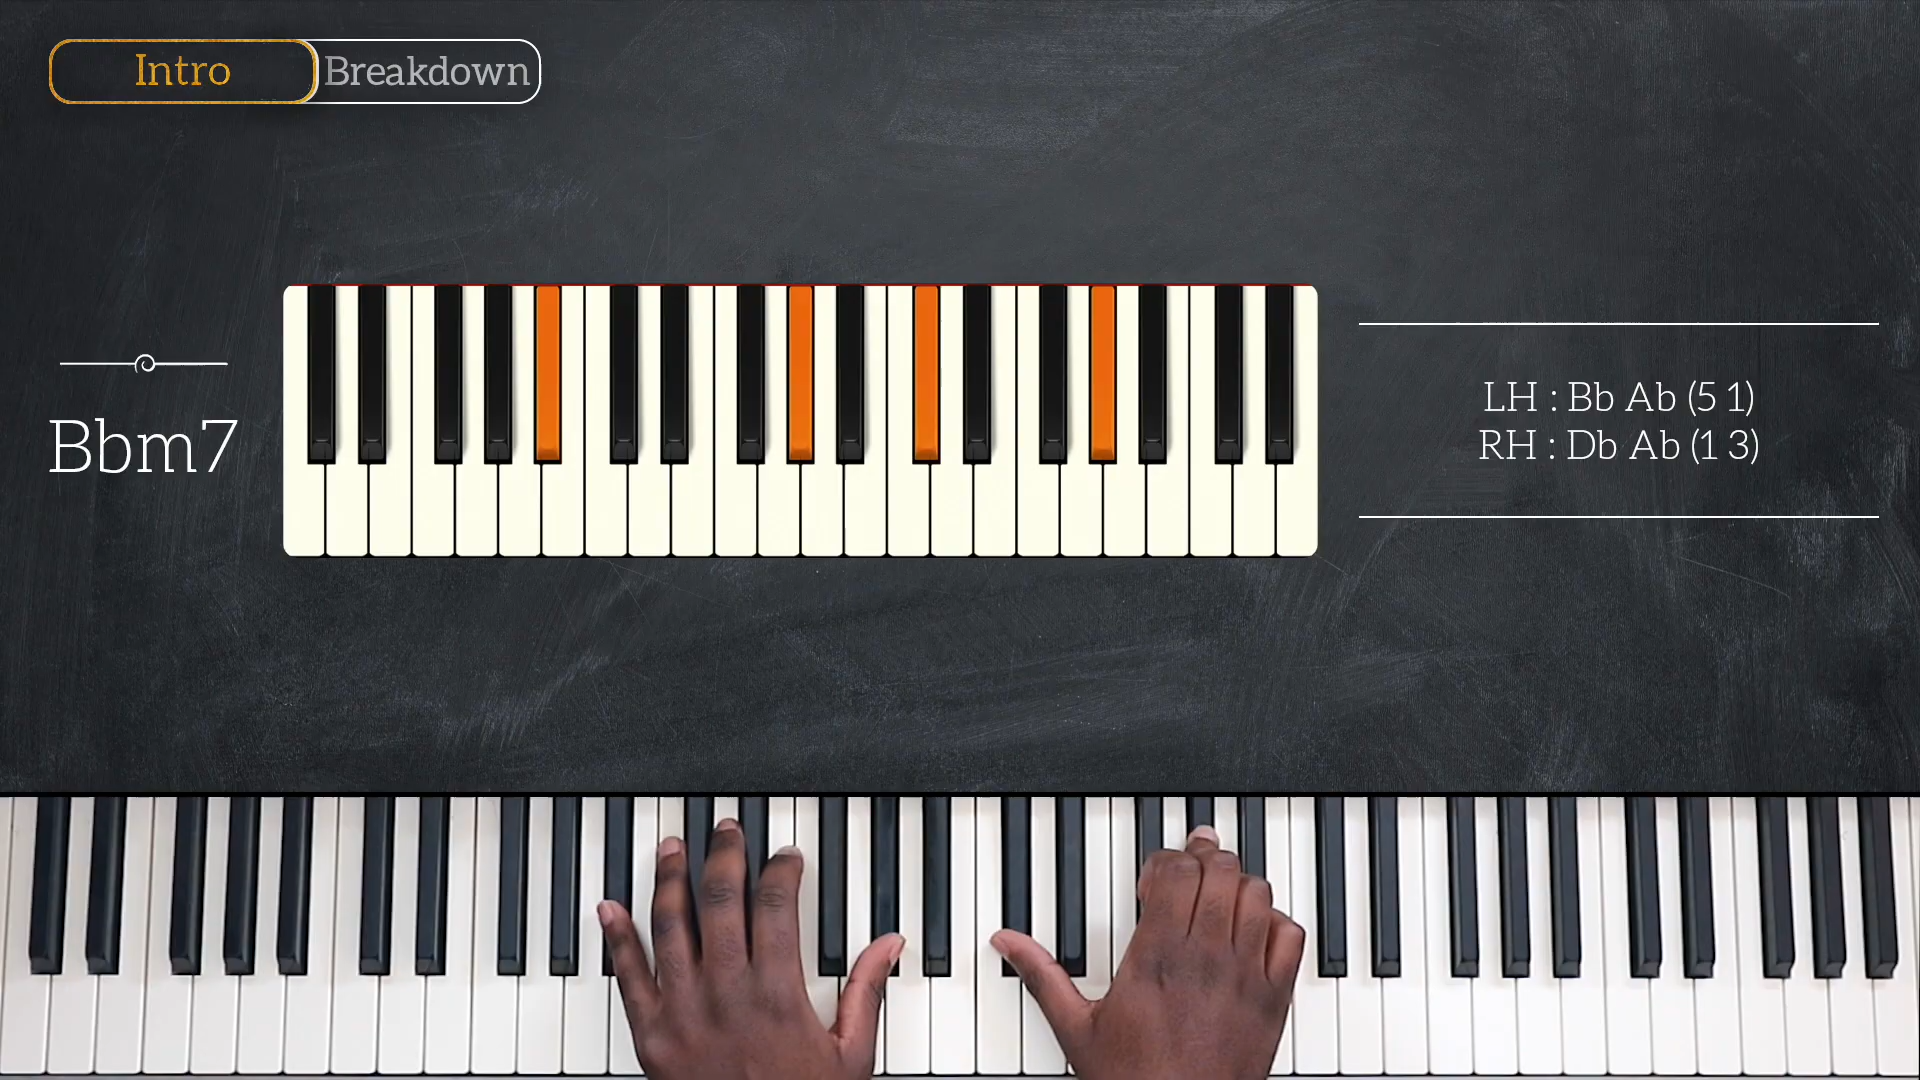 Intro Breakdown
Bbm7
LH : Bb Ab (5 1)
RH : Db Ab (1 3)